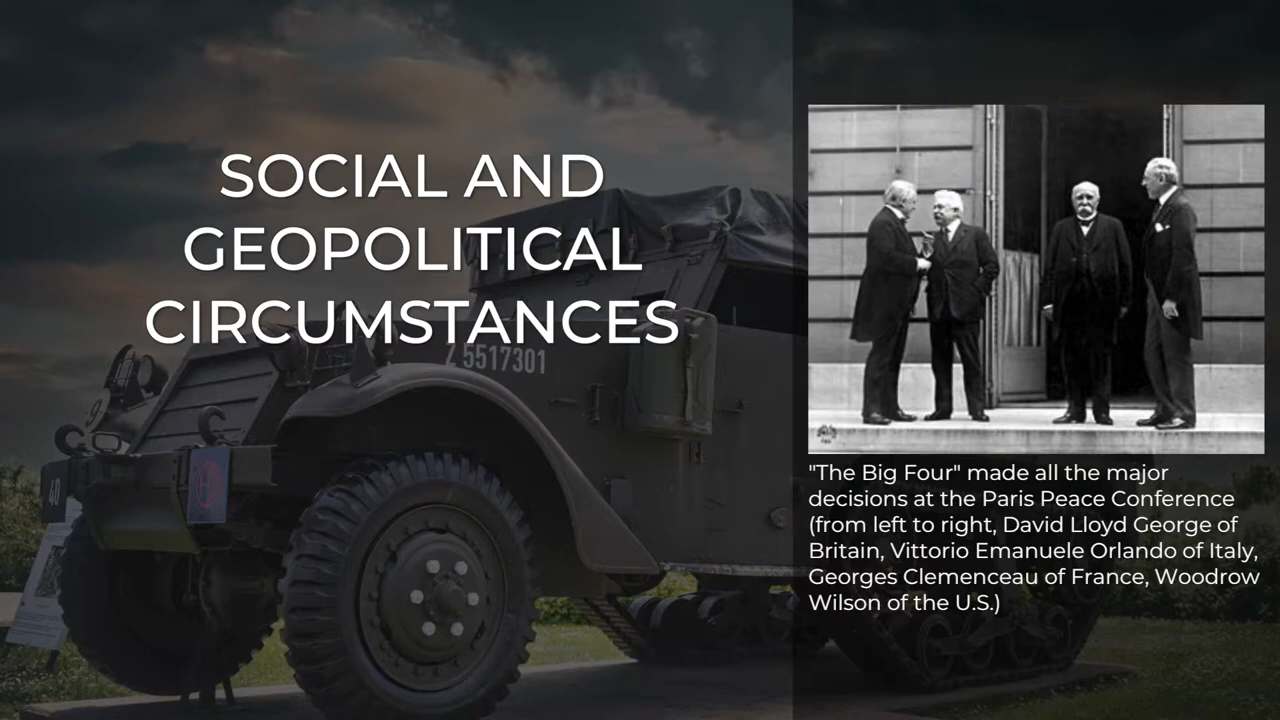 SOCIAL AND
GEOPOLITICAL
CIRCUMSTANCES
Z 5517301
40
"The Big Four" made all the major
decisions at the Paris Peace Conference
(from left to right, David Lloyd George of
Britain, Vittorio Emanuele Orlando of Italy,
Georges Clemenceau of France, Woodrow
Wilson of the U.S.)